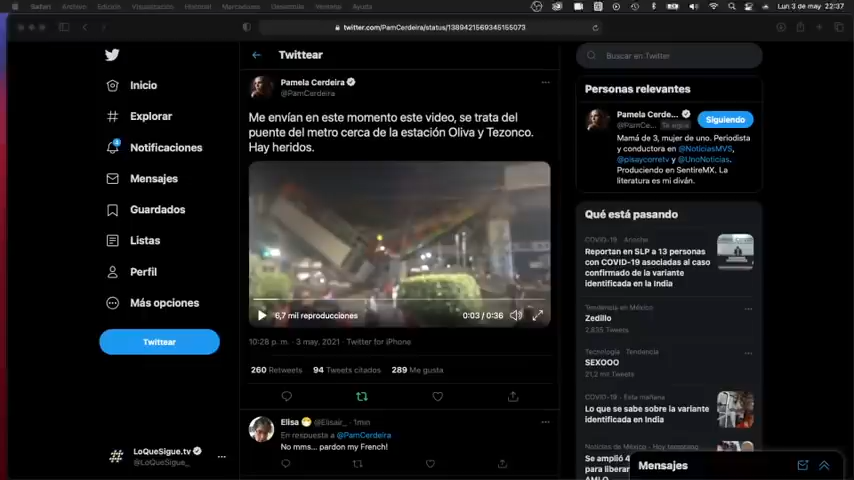 Safari Archivo Edición Visualización Historial Marcadores Desarrollo Ventana Ayuda
Lun 3 de may 22:37
twitter.com/PamCerdeira/status/1389421569345155073
Inicio
Explorar
Notificaciones
Mensajes
Guardados
Listas
Perfil
Más opciones
Twittear
LoQueSigue.tv
@LoQueSigue_
Twittear
Pamela Cerdeira
@PamCerdeira
Me envían en este momento este video, se trata del
puente del metro cerca de la estación Oliva y Tezonco.
Hay heridos.
6,7 mil reproducciones
0:03 / 0:36
10:28 p. m. · 3 may. 2021 · Twitter for iPhone
260 Retweets 94 Tweets citados 289 Me gusta
Elisa @Elisair_ · 1min
En respuesta a @PamCerdeira
No mms... pardon my French!
Buscar en Twitter
Personas relevantes
Pamela Cerde...
@PamCe... Te sigue
Siguiendo
Mamá de 3, mujer de uno. Periodista
y conductora en @NoticiasMVS,
@pisaycorretv y @UnoNoticias.
Produciendo en SentireMX. La
literatura es mi diván.
Qué está pasando
COVID-19 · Anoche
Reportan en SLP a 13 personas
con COVID-19 asociadas al caso
confirmado de la variante
identificada en la India
Tendencia en México
Zedillo
2,835 Tweets
Tecnología · Tendencia
SEXOOO
21,2 mil Tweets
COVID-19 · Esta mañana
Lo que se sabe sobre la variante
identificada en India
Noticias de México · Hoy temprano
Se amplió 4
para liberar
AMLO
Mensajes